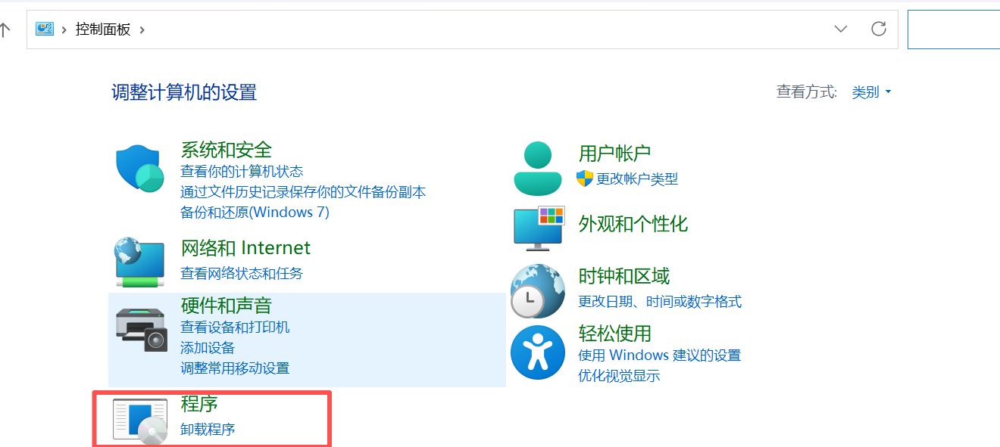 控制面板
调整计算机的设置
查看方式: 类别
系统和安全
查看你的计算机状态
通过文件历史记录保存你的文件备份副本
备份和还原(Windows 7)
网络和 Internet
查看网络状态和任务
硬件和声音
查看设备和打印机
添加设备
调整常用移动设置
程序
卸载程序
用户帐户
更改帐户类型
外观和个性化
时钟和区域
更改日期、时间或数字格式
轻松使用
使用 Windows 建议的设置
优化视觉显示